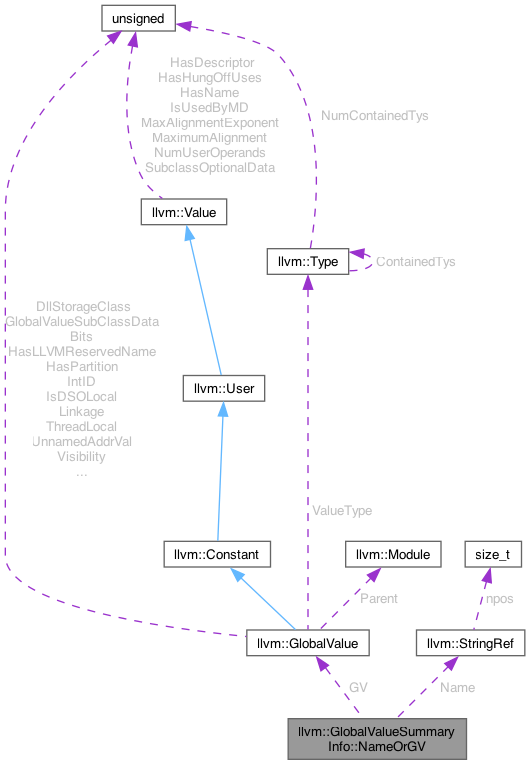 unsigned
HasDescriptor
HasHungOffUses
HasName
IsUsedByMD
MaxAlignmentExponent
MaximumAlignment
NumUserOperands
SubclassOptionalData
NumContainedTys
llvm::Value
llvm::Type
ContainedTys
DllStorageClass
GlobalValueSubClassData
Bits
HasLLVMReservedName
HasPartition
IntID
IsDSOLocal
Linkage
ThreadLocal
UnnamedAddrVal
Visibility
...
llvm::User
ValueType
llvm::Constant
llvm::Module
size_t
Parent
npos
llvm::GlobalValue
llvm::StringRef
GV
Name
llvm::GlobalValueSummary
Info::NameOrGV